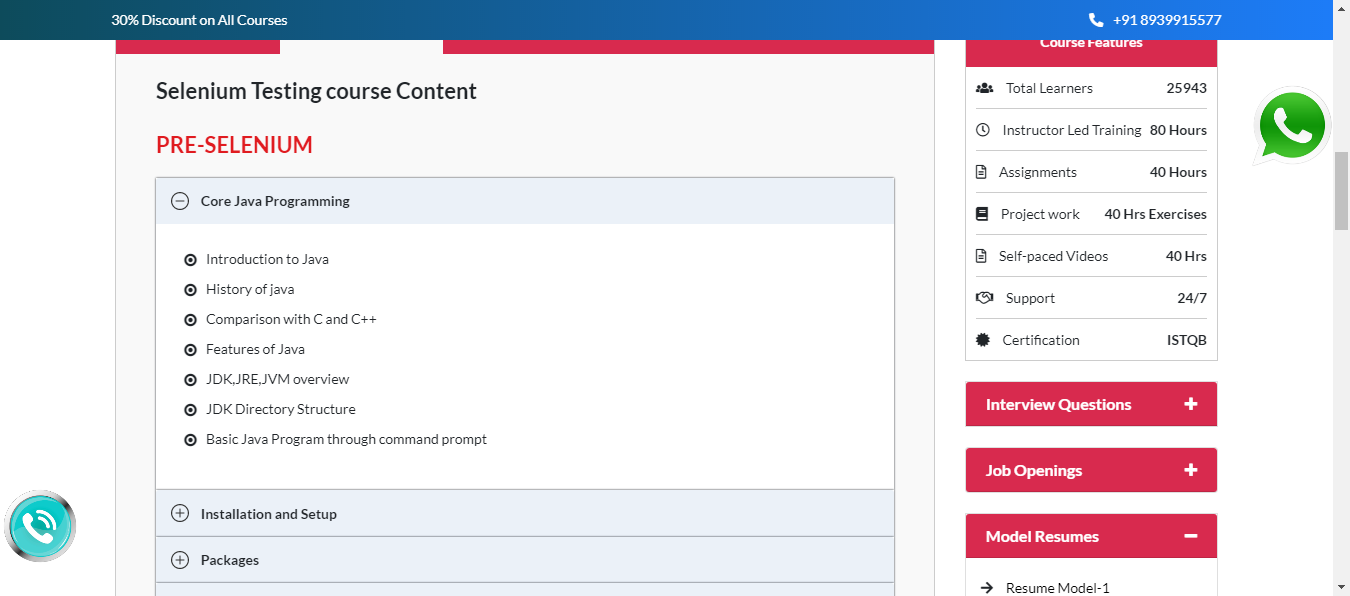 30% Discount on All Courses
+91 8939915577
Selenium Testing course Content
PRE-SELENIUM
Core Java Programming
Introduction to Java
History of java
Comparison with C and C++
Features of Java
JDK,JRE,JVM overview
JDK Directory Structure
Basic Java Program through command prompt
Installation and Setup
Packages
Course Features
Total Learners 25943
Instructor Led Training 80 Hours
Assignments 40 Hours
Project work 40 Hrs Exercises
Self-paced Videos 40 Hrs
Support 24/7
Certification ISTQB
Interview Questions
Job Openings
Model Resumes
Resume Model-1